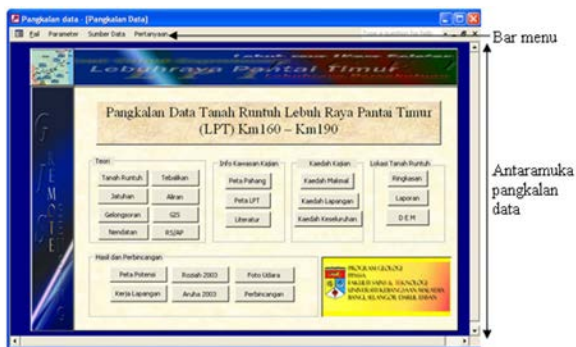 Pangkalan data - [Pangkalan Data]
Fail Parameter Sumber Data Pertanyaan
Bar menu
Lebuhraya Pantai Timur
Pangkalan Data Tanah Runtuh Lebuh Raya Pantai Timur
(LPT) Km160 – Km190
Teori
Tanah Runtuh Tebalikan
Jatuhan Aliran
Gelongsoran GIS
Nendatan RS/AP
Info Kawasan Kajian
Peta Pahang
Peta LPT
Literatur
Kaedah Kajian
Kaedah Makmal
Kaedah Lapangan
Kaedah Keseluruhan
Lokasi Tanah Runtuh
Ringkasan
Laporan
D E M
Hasil dan Perbincangan
Peta Potensi Roziah 2003 Foto Udara
Kerja Lapangan Aruha 2003 Perbincangan
PROGRAM GEOLOGI
PPSSSA
FAKULTI SAINS & TEKNOLOGI
UNIVERSITI KEBANGSAAN MALAYSIA
BANGI, SELANGOR DARUL EHSAN
Antaramuka
pangkalan
data